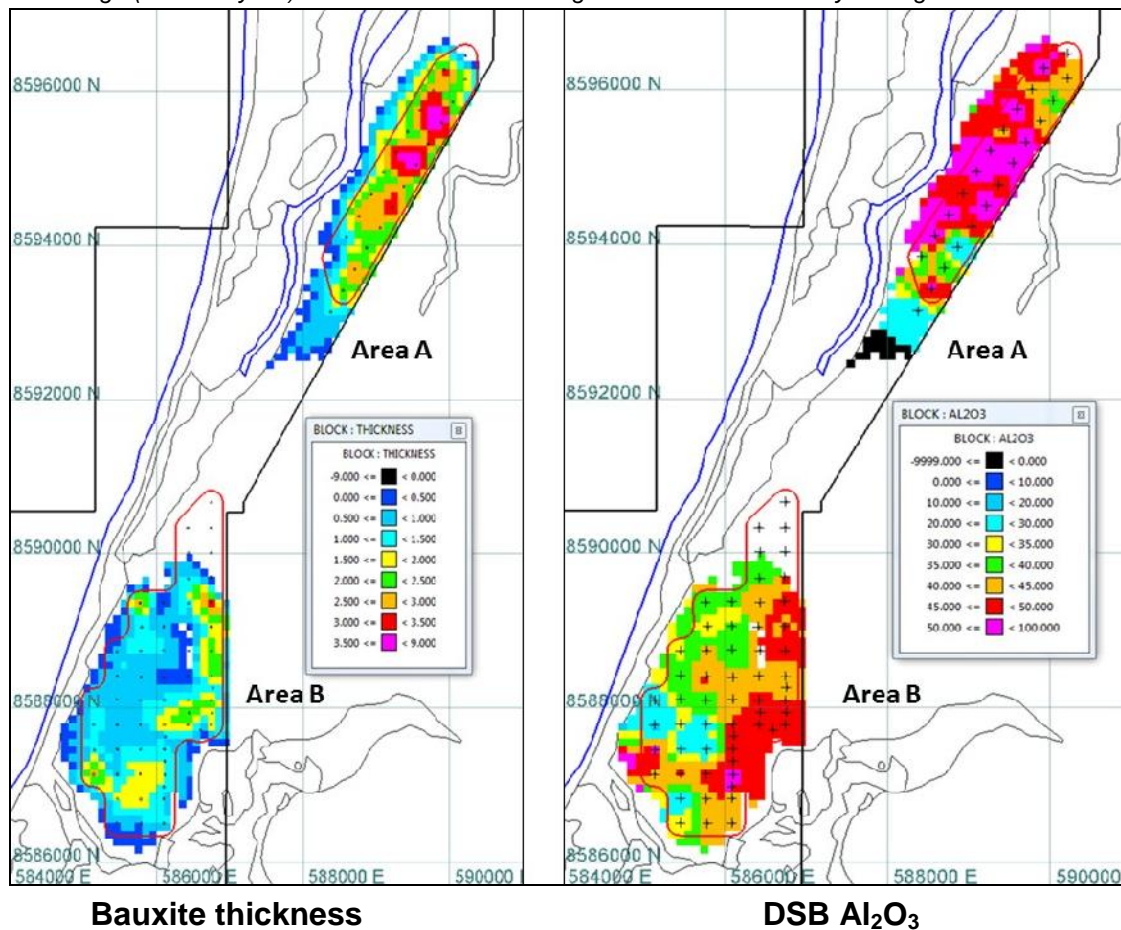 8596000 N
8594000 N
Area A
8592000 N
BLOCK : THICKNESS
BLOCK : THICKNESS
-9.000 <= < 0.000
0.000 <= < 0.500
0.500 <= < 1.000
1.000 <= < 1.500
1.500 <= < 2.000
2.000 <= < 2.500
2.500 <= < 3.000
3.000 <= < 3.500
3.500 <= < 9.000
8590000 N
Area B
8588000 N
8586000 N
584000 E 586000 E 588000 E 590000
Bauxite thickness
8596000 N
8594000 N
Area A
8592000 N
BLOCK : AL2O3
BLOCK : AL2O3
-9999.000 <= < 0.000
0.000 <= < 10.000
10.000 <= < 20.000
20.000 <= < 30.000
30.000 <= < 35.000
35.000 <= < 40.000
40.000 <= < 45.000
45.000 <= < 50.000
50.000 <= < 100.000
8590000 N
Area B
8588000 N
8586000 N
586000 E 588000 E 590000
DSB Al₂O₃